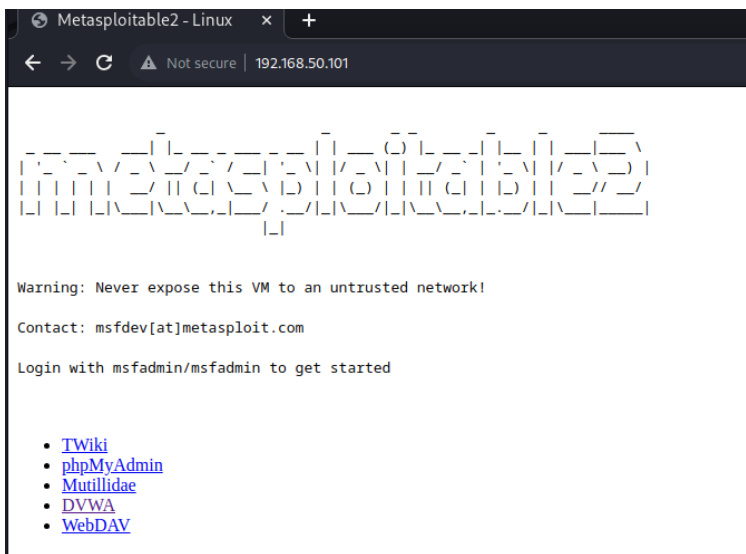 Metasploitable2 - Linux
Not secure | 192.168.50.101
metasploitable2
Warning: Never expose this VM to an untrusted network!
Contact: msfdev[at]metasploit.com
Login with msfadmin/msfadmin to get started
TWiki
phpMyAdmin
Mutillidae
DVWA
WebDAV